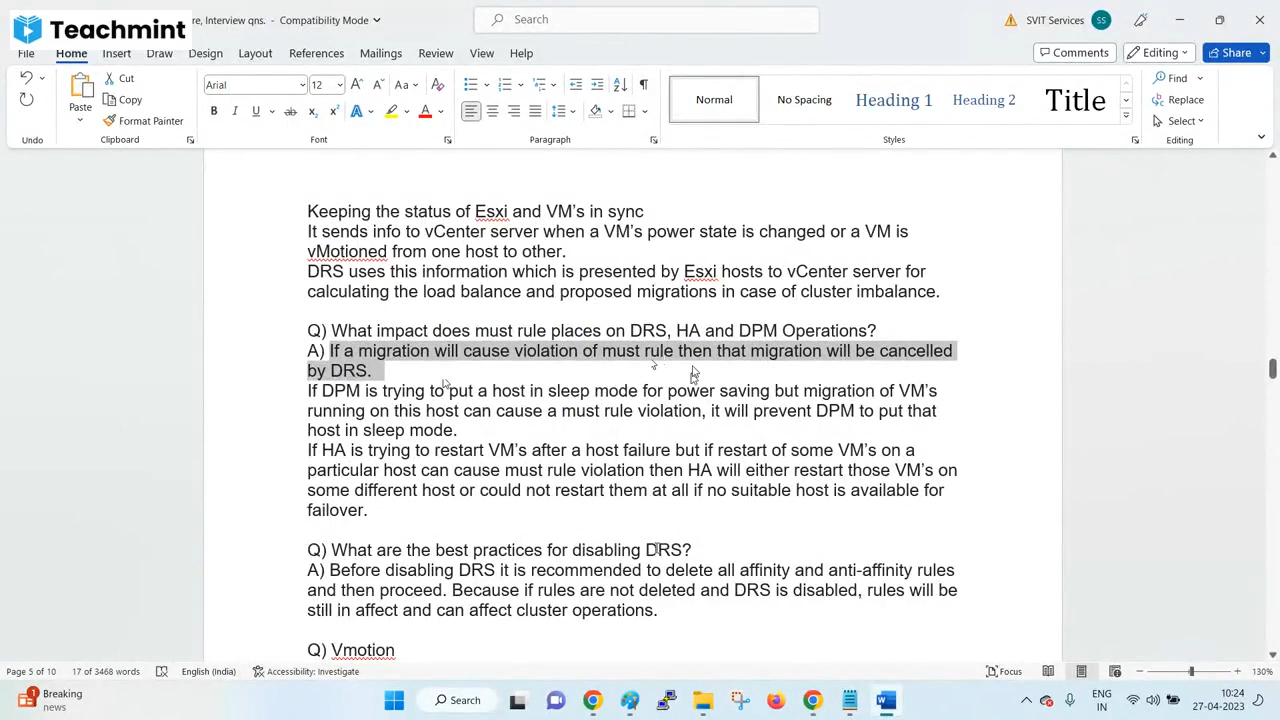 Teachmint
re, Interview qns. - Compatibility Mode
Search
SVIT Services
SS
File Home Insert Draw Design Layout References Mailings Review View Help
Comments Editing Share
Arial 12 Aa
Paste
Cut
Copy
Format Painter
B I U ab x₂ x² A A
Normal
No Spacing
Heading 1
Heading 2
Title
Find
Replace
Select
Undo Clipboard Font Paragraph Styles Editing
Keeping the status of Esxi and VM's in sync
It sends info to vCenter server when a VM's power state is changed or a VM is
vMotioned from one host to other.
DRS uses this information which is presented by Esxi hosts to vCenter server for
calculating the load balance and proposed migrations in case of cluster imbalance.
Q) What impact does must rule places on DRS, HA and DPM Operations?
A) If a migration will cause violation of must rule then that migration will be cancelled
by DRS.
If DPM is trying to put a host in sleep mode for power saving but migration of VM's
running on this host can cause a must rule violation, it will prevent DPM to put that
host in sleep mode.
If HA is trying to restart VM's after a host failure but if restart of some VM's on a
particular host can cause must rule violation then HA will either restart those VM's on
some different host or could not restart them at all if no suitable host is available for
failover.
Q) What are the best practices for disabling DRS?
A) Before disabling DRS it is recommended to delete all affinity and anti-affinity rules
and then proceed. Because if rules are not deleted and DRS is disabled, rules will be
still in affect and can affect cluster operations.
Q) Vmotion
Page 5 of 10 17 of 3468 words English (India) Accessibility: Investigate Focus 130%
1
Breaking
news
Search
ENG
IN
10:24
27-04-2023